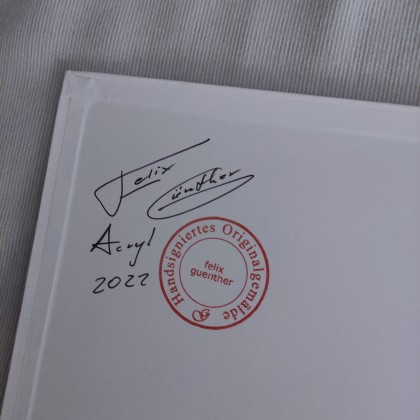 Felix
Günther
Acryl
2022
Handsigniertes Originalgemälde
felix
guenther